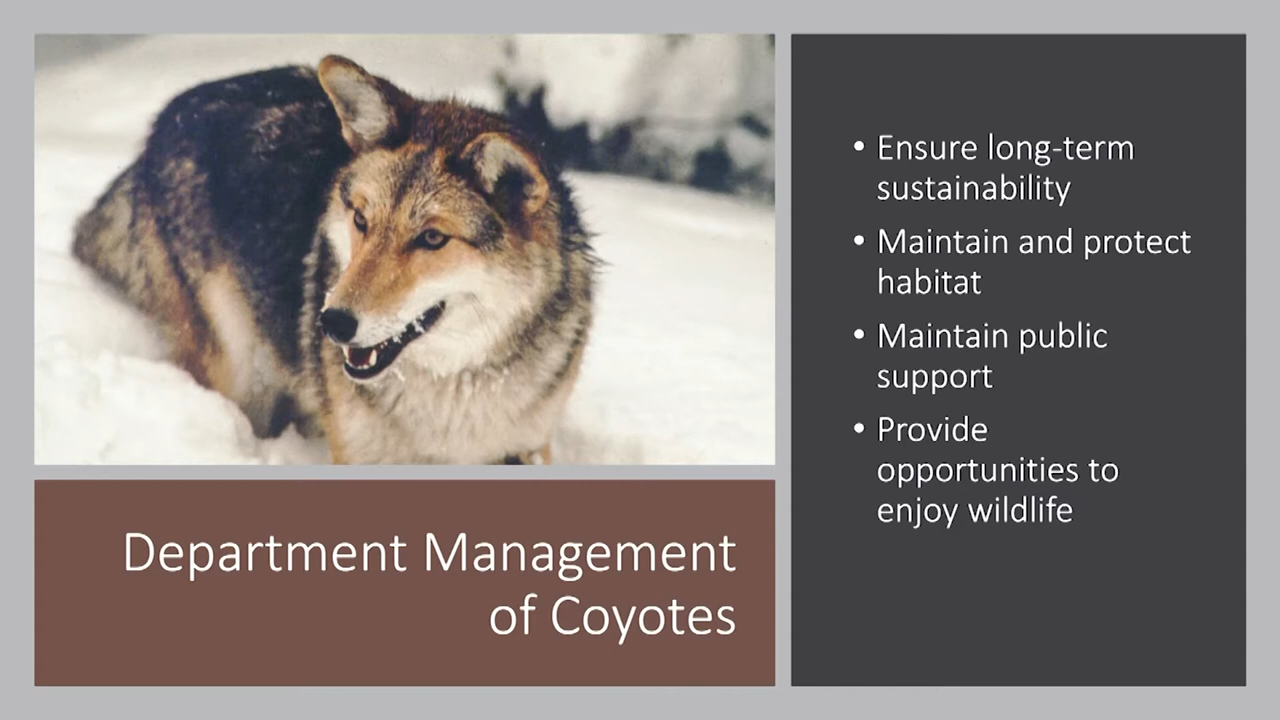 Department Management
of Coyotes
• Ensure long-term
sustainability
• Maintain and protect
habitat
• Maintain public
support
• Provide
opportunities to
enjoy wildlife